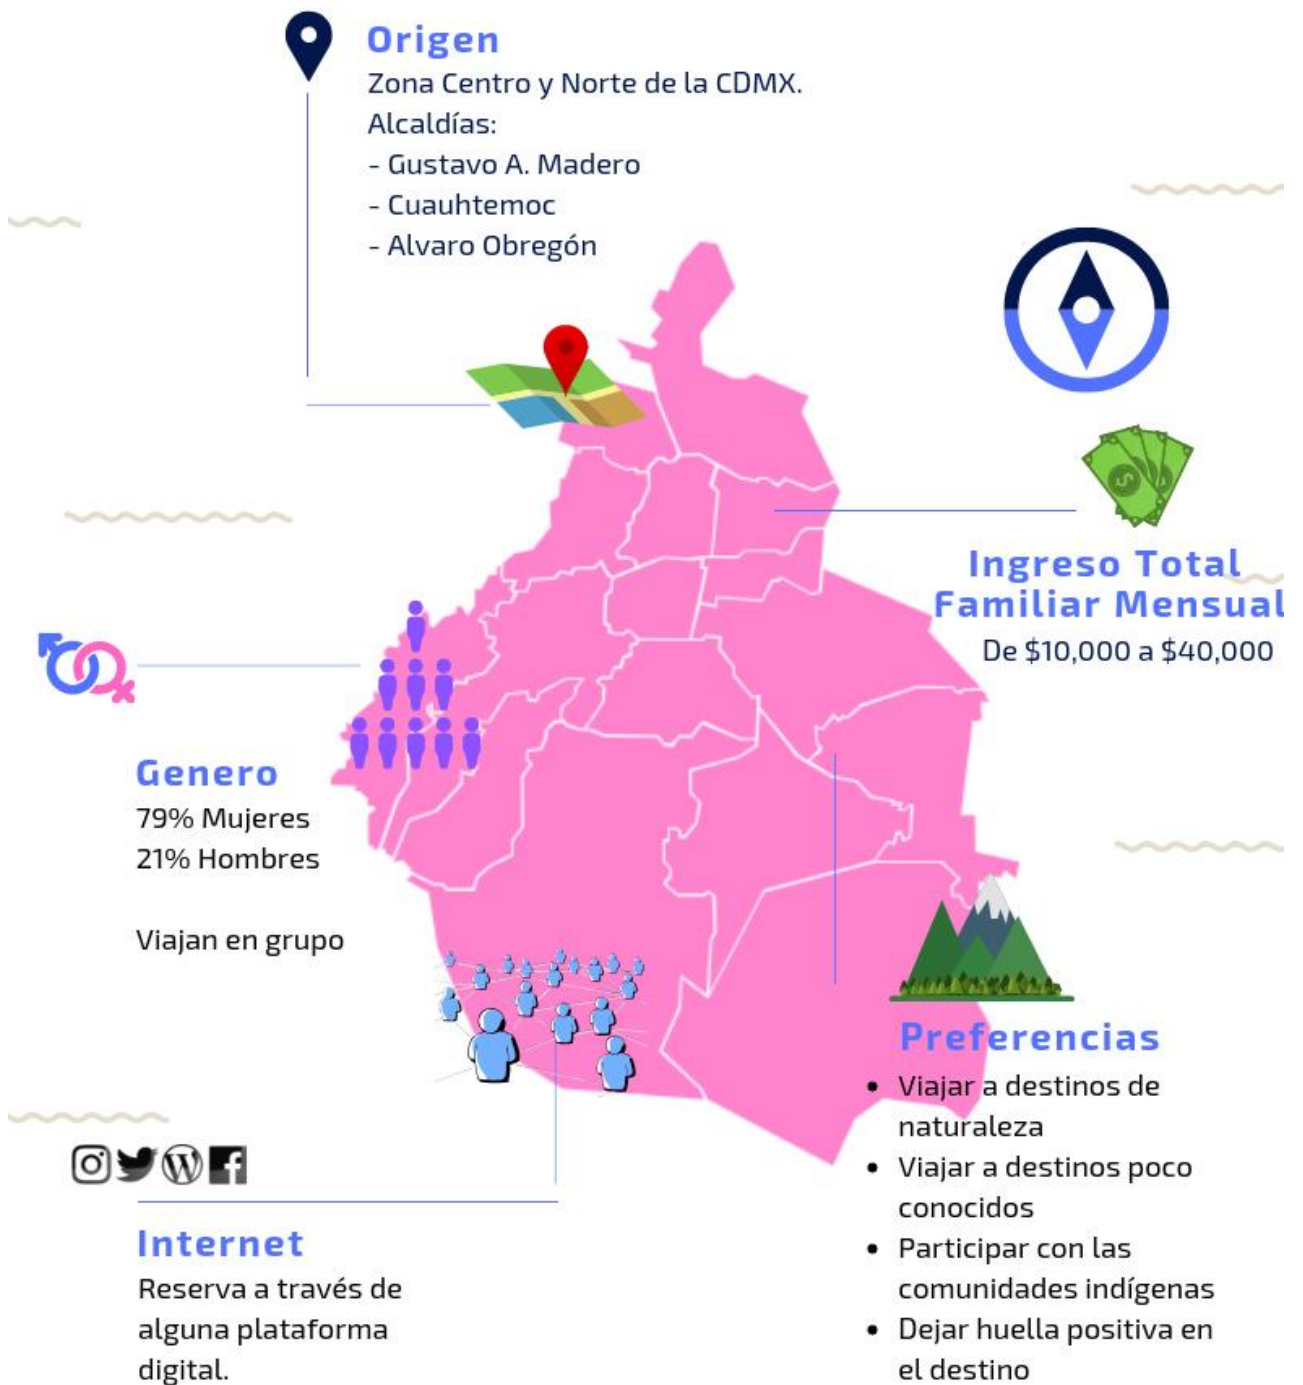 Origen
Zona Centro y Norte de la CDMX.
Alcaldías:
- Gustavo A. Madero
- Cuauhtemoc
- Alvaro Obregón
Ingreso Total
Familiar Mensual
De $10,000 a $40,000
Genero
79% Mujeres
21% Hombres
Viajan en grupo
Preferencias
• Viajar a destinos de
naturaleza
• Viajar a destinos poco
conocidos
• Participar con las
comunidades indígenas
• Dejar huella positiva en
el destino
Internet
Reserva a través de
alguna plataforma
digital.